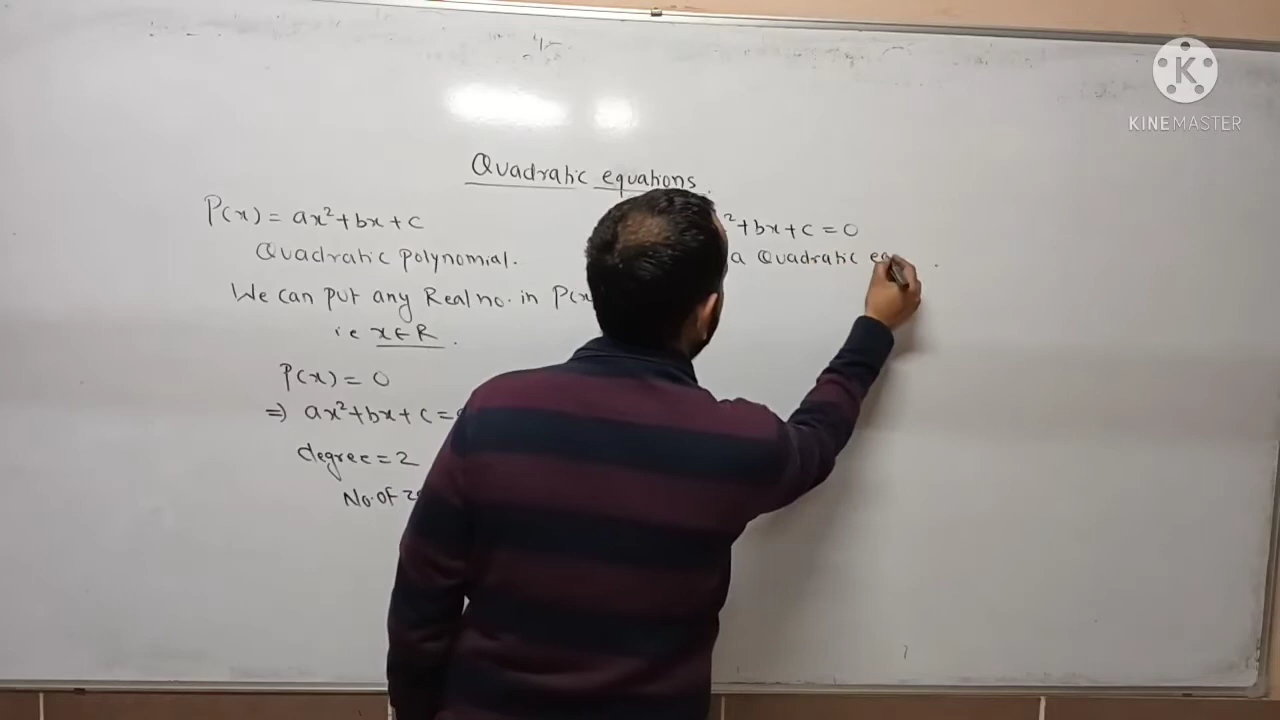 Quadratic equations.
P(x) = ax²+bx+c
Quadratic polynomial.
We can put any Real no. in P(x
i.e x∈R.
P(x) = 0
⇒ ax²+bx+c=
degree=2
No. of
²+bx+c=0
a Quadratic eq
KINEMASTER